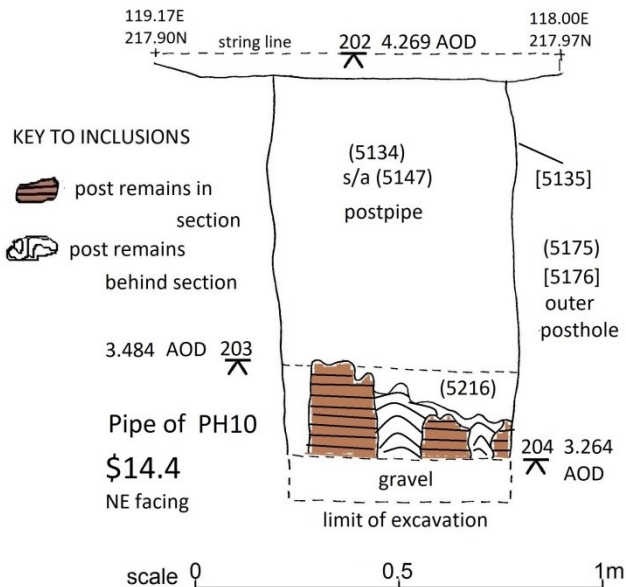 119.17E
217.90N
string line
202 4.269 AOD
118.00E
217.97N
KEY TO INCLUSIONS
post remains in
section
post remains
behind section
(5134)
s/a (5147)
postpipe
[5135]
(5175)
[5176]
outer
posthole
3.484 AOD 203
(5216)
Pipe of PH10
$14.4
NE facing
204 3.264
AOD
gravel
limit of excavation
scale 0 0,5 1m